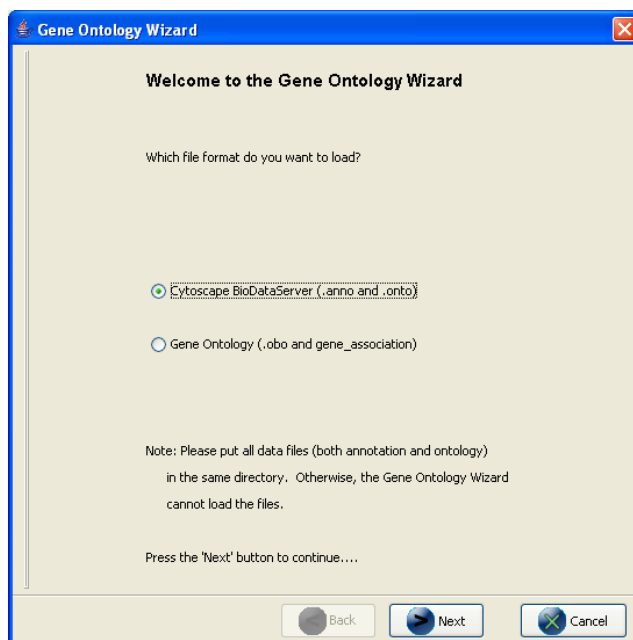 Gene Ontology Wizard
Welcome to the Gene Ontology Wizard
Which file format do you want to load?
Cytoscape BioDataServer (.anno and .onto)
Gene Ontology (.obo and gene_association)
Note: Please put all data files (both annotation and ontology)
in the same directory. Otherwise, the Gene Ontology Wizard
cannot load the files.
Press the 'Next' button to continue....
Back
Next
Cancel